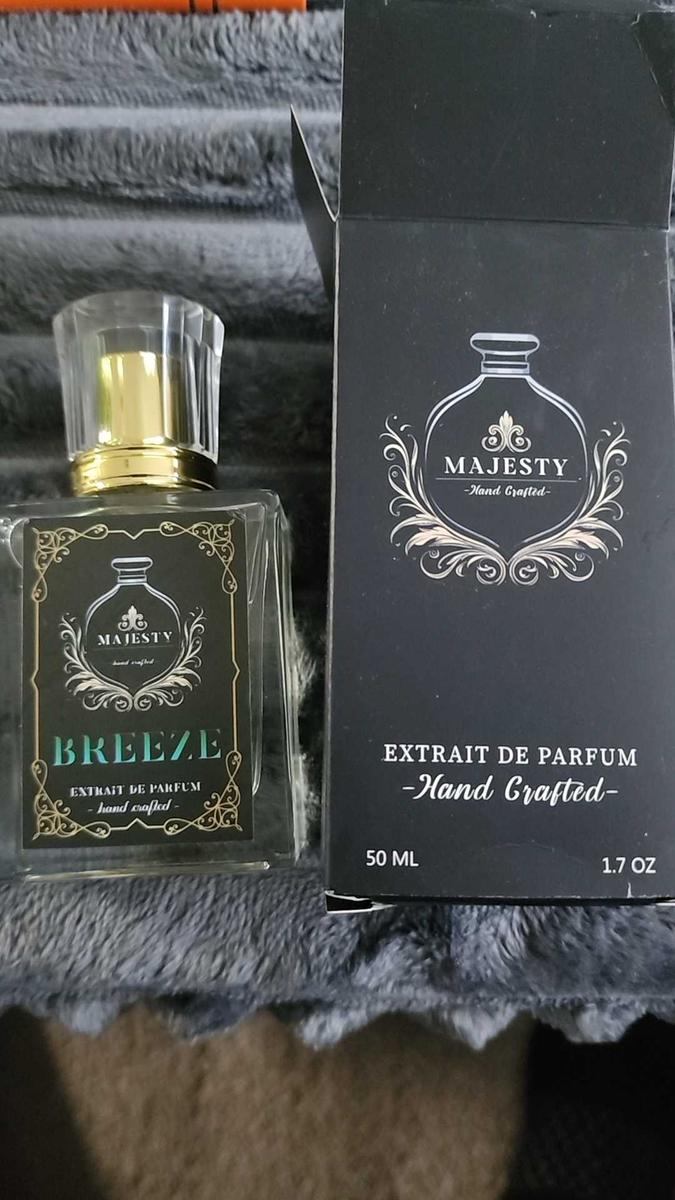 MAJESTY
-hand crafted-
BREEZE
EXTRAIT DE PARFUM
- hand crafted -
MAJESTY
-Hand Crafted-
EXTRAIT DE PARFUM
-Hand Crafted-
50 ML
1.7 OZ